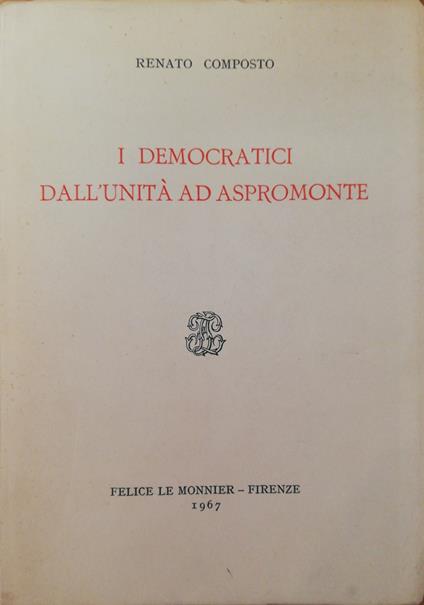 RENATO COMPOSTO
I DEMOCRATICI
DALL'UNITÀ AD ASPROMONTE
FELICE LE MONNIER – FIRENZE
1967